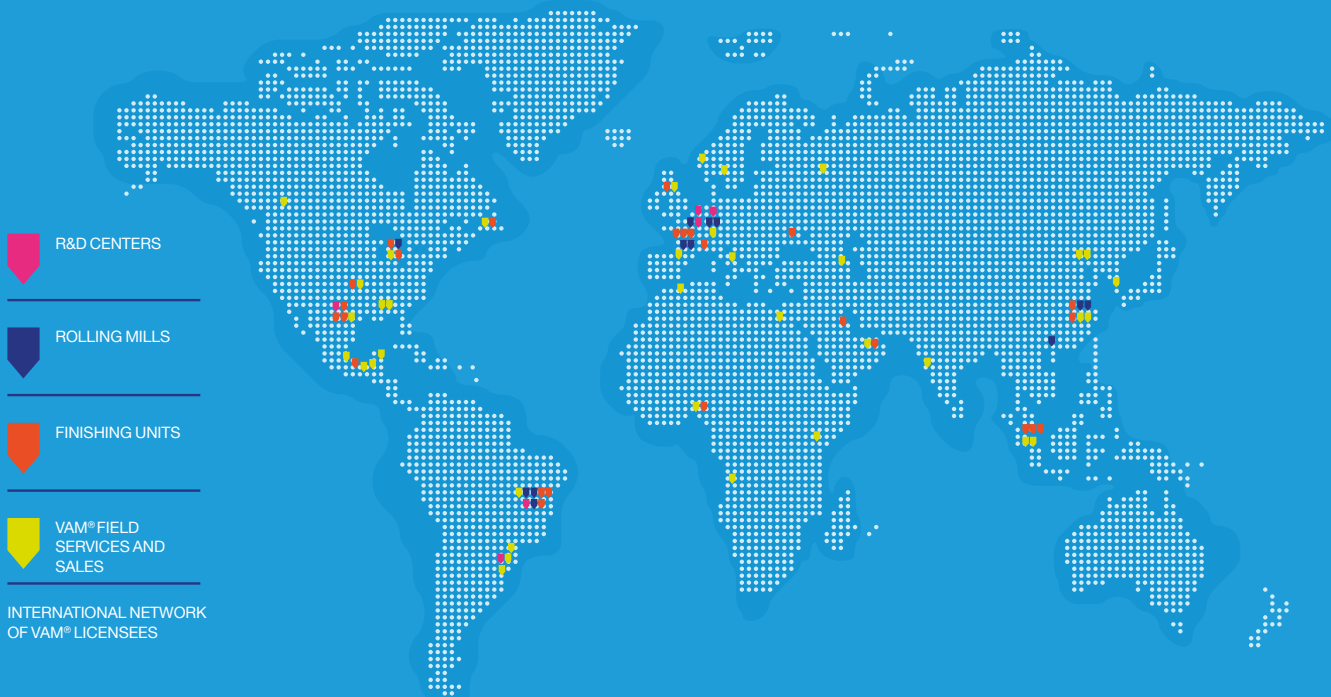 R&D CENTERS
ROLLING MILLS
FINISHING UNITS
VAM® FIELD
SERVICES AND
SALES
INTERNATIONAL NETWORK
OF VAM® LICENSEES